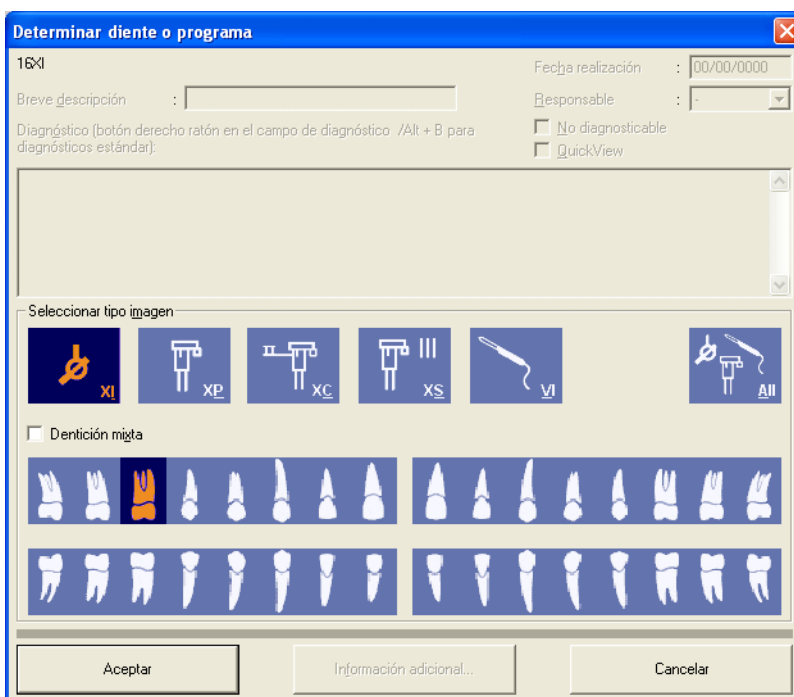 Determinar diente o programa
16XI
Fecha realización : 00/00/0000
Breve descripción :
Responsable : -
Diagnóstico (botón derecho ratón en el campo de diagnóstico /Alt + B para
diagnósticos estándar):
No diagnosticable
QuickView
Seleccionar tipo imagen
XI XP XC XS VI All
Dentición mixta
Aceptar Información adicional... Cancelar